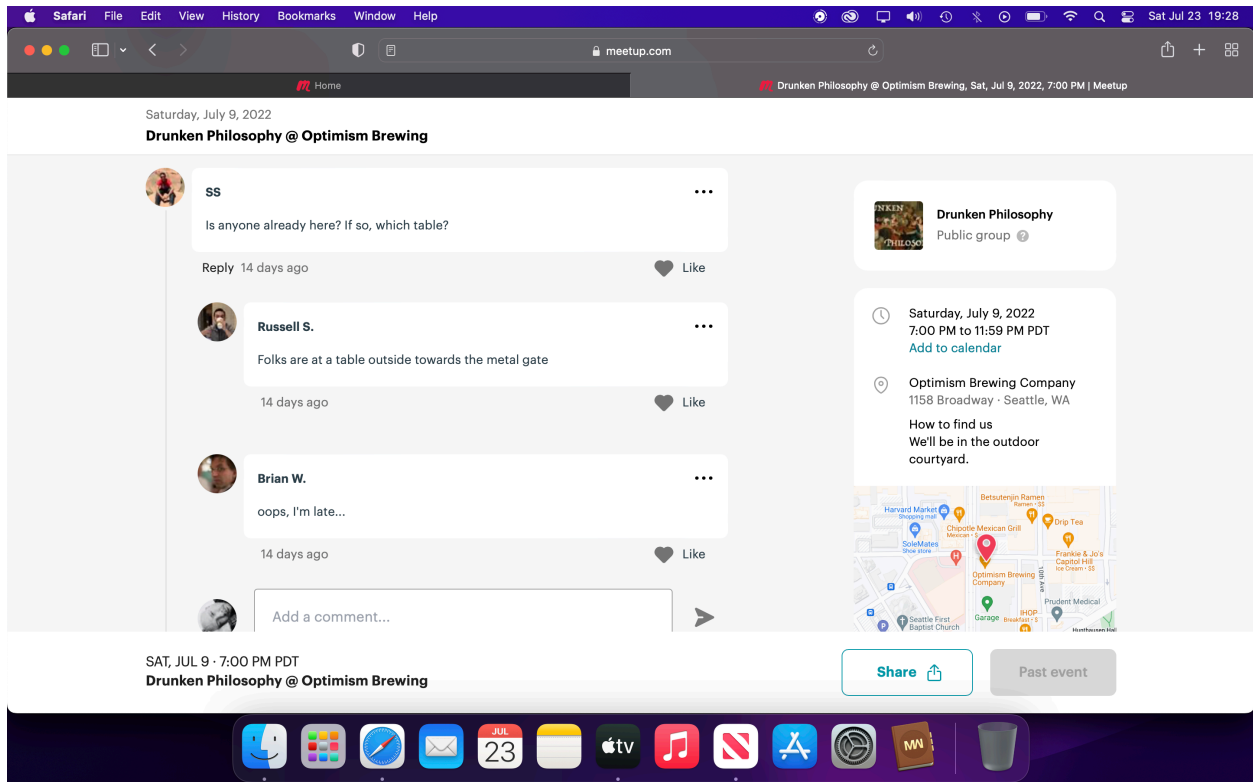 Safari File Edit View History Bookmarks Window Help
Sat Jul 23 19:28
meetup.com
Home
Drunken Philosophy @ Optimism Brewing, Sat, Jul 9, 2022, 7:00 PM | Meetup
Saturday, July 9, 2022
Drunken Philosophy @ Optimism Brewing
SS
Is anyone already here? If so, which table?
Reply 14 days ago
Like
Russell S.
Folks are at a table outside towards the metal gate
14 days ago
Like
Brian W.
oops, I'm late...
14 days ago
Like
Add a comment...
Drunken Philosophy
Public group
Saturday, July 9, 2022
7:00 PM to 11:59 PM PDT
Add to calendar
Optimism Brewing Company
1158 Broadway · Seattle, WA
How to find us
We'll be in the outdoor
courtyard.
Betsutenjin Ramen
Ramen • $$
Harvard Market
Shopping mall
Chipotle Mexican Grill
Mexican • $
Drip Tea
SoleMates
Shoe store
H
Frankie & Jo's
Capitol Hill
Ice Cream • $$
Optimism Brewing
Company
10th Ave
Prudent Medical
Garage
IHOP
Breakfast • $
Seattle First
Baptist Church
P
SAT, JUL 9 · 7:00 PM PDT
Drunken Philosophy @ Optimism Brewing
Share
Past event
JUL
23
tv
MW